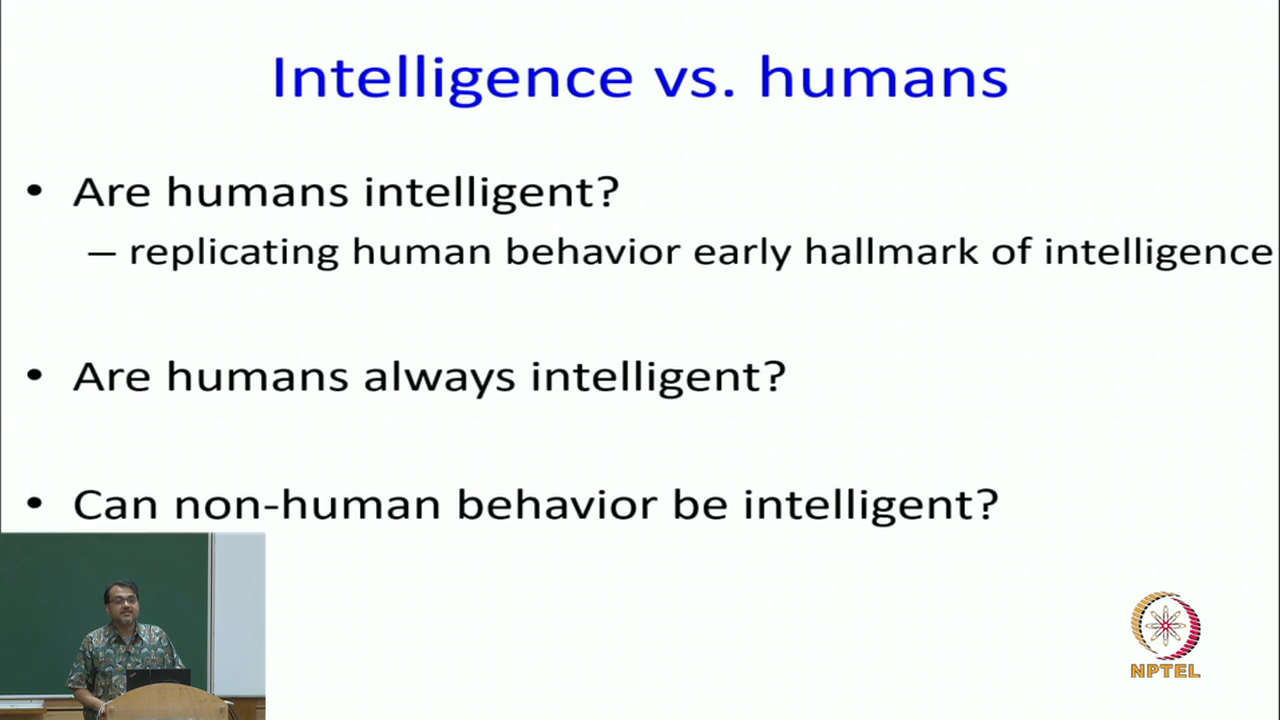 Intelligence vs. humans
• Are humans intelligent?
– replicating human behavior early hallmark of intelligence
• Are humans always intelligent?
• Can non-human behavior be intelligent?
NPTEL